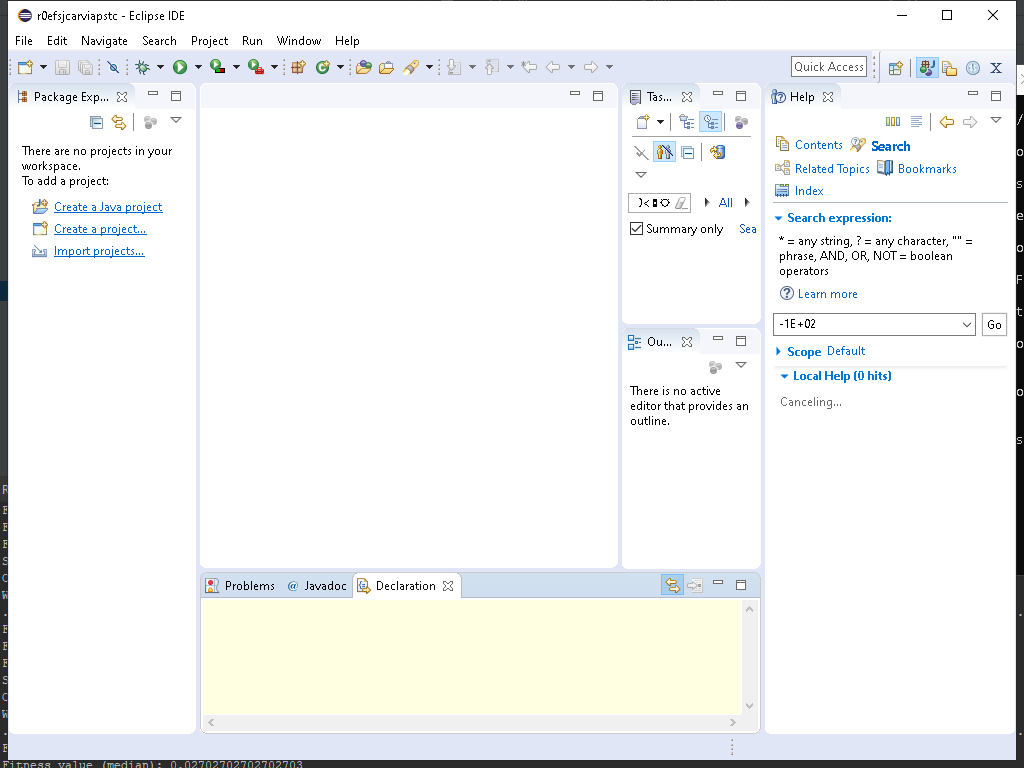 r0efsjcarviapstc - Eclipse IDE
File Edit Navigate Search Project Run Window Help
Quick Access
Package Exp...
There are no projects in your
workspace.
To add a project:
Create a Java project
Create a project...
Import projects...
Tas...
All
Summary only Sea
Ou...
There is no active
editor that provides an
outline.
Help
Contents Search
Related Topics Bookmarks
Index
Search expression:
* = any string, ? = any character, "" =
phrase, AND, OR, NOT = boolean
operators
Learn more
-1E+02
Go
Scope Default
Local Help (0 hits)
Canceling...
Problems @ Javadoc Declaration
Fitness value (median): 0.02702702702702703